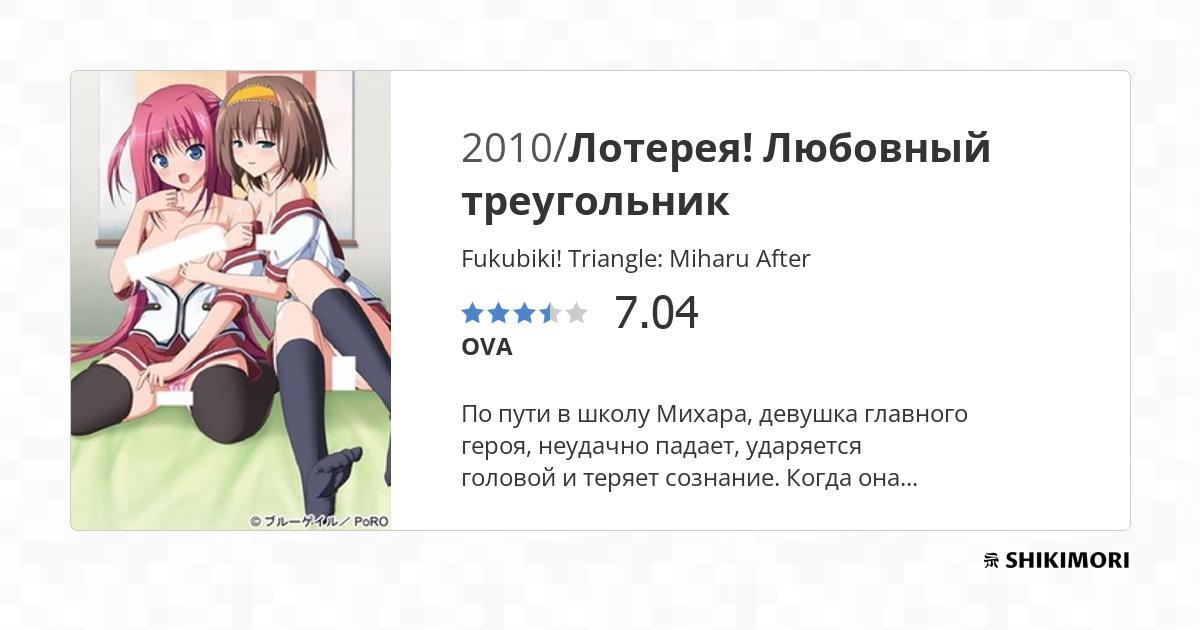 2010/Лотерея! Любовный
треугольник
Fukubiki! Triangle: Miharu After
7.04
OVA
По пути в школу Михара, девушка главного
героя, неудачно падает, ударяется
головой и теряет сознание. Когда она...
© ブルーゲイル／ PoRO
SHIKIMORI